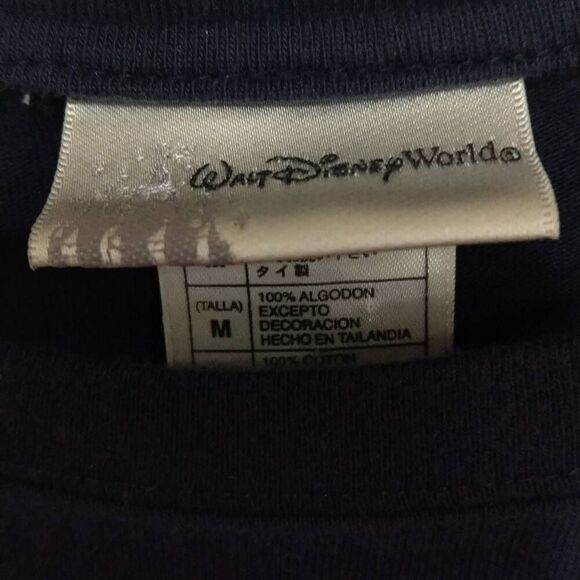 WALT DISNEY World®
タイ製
(TALLA) M
100% ALGODON
EXCEPTO
DECORACION
HECHO EN TAILANDIA